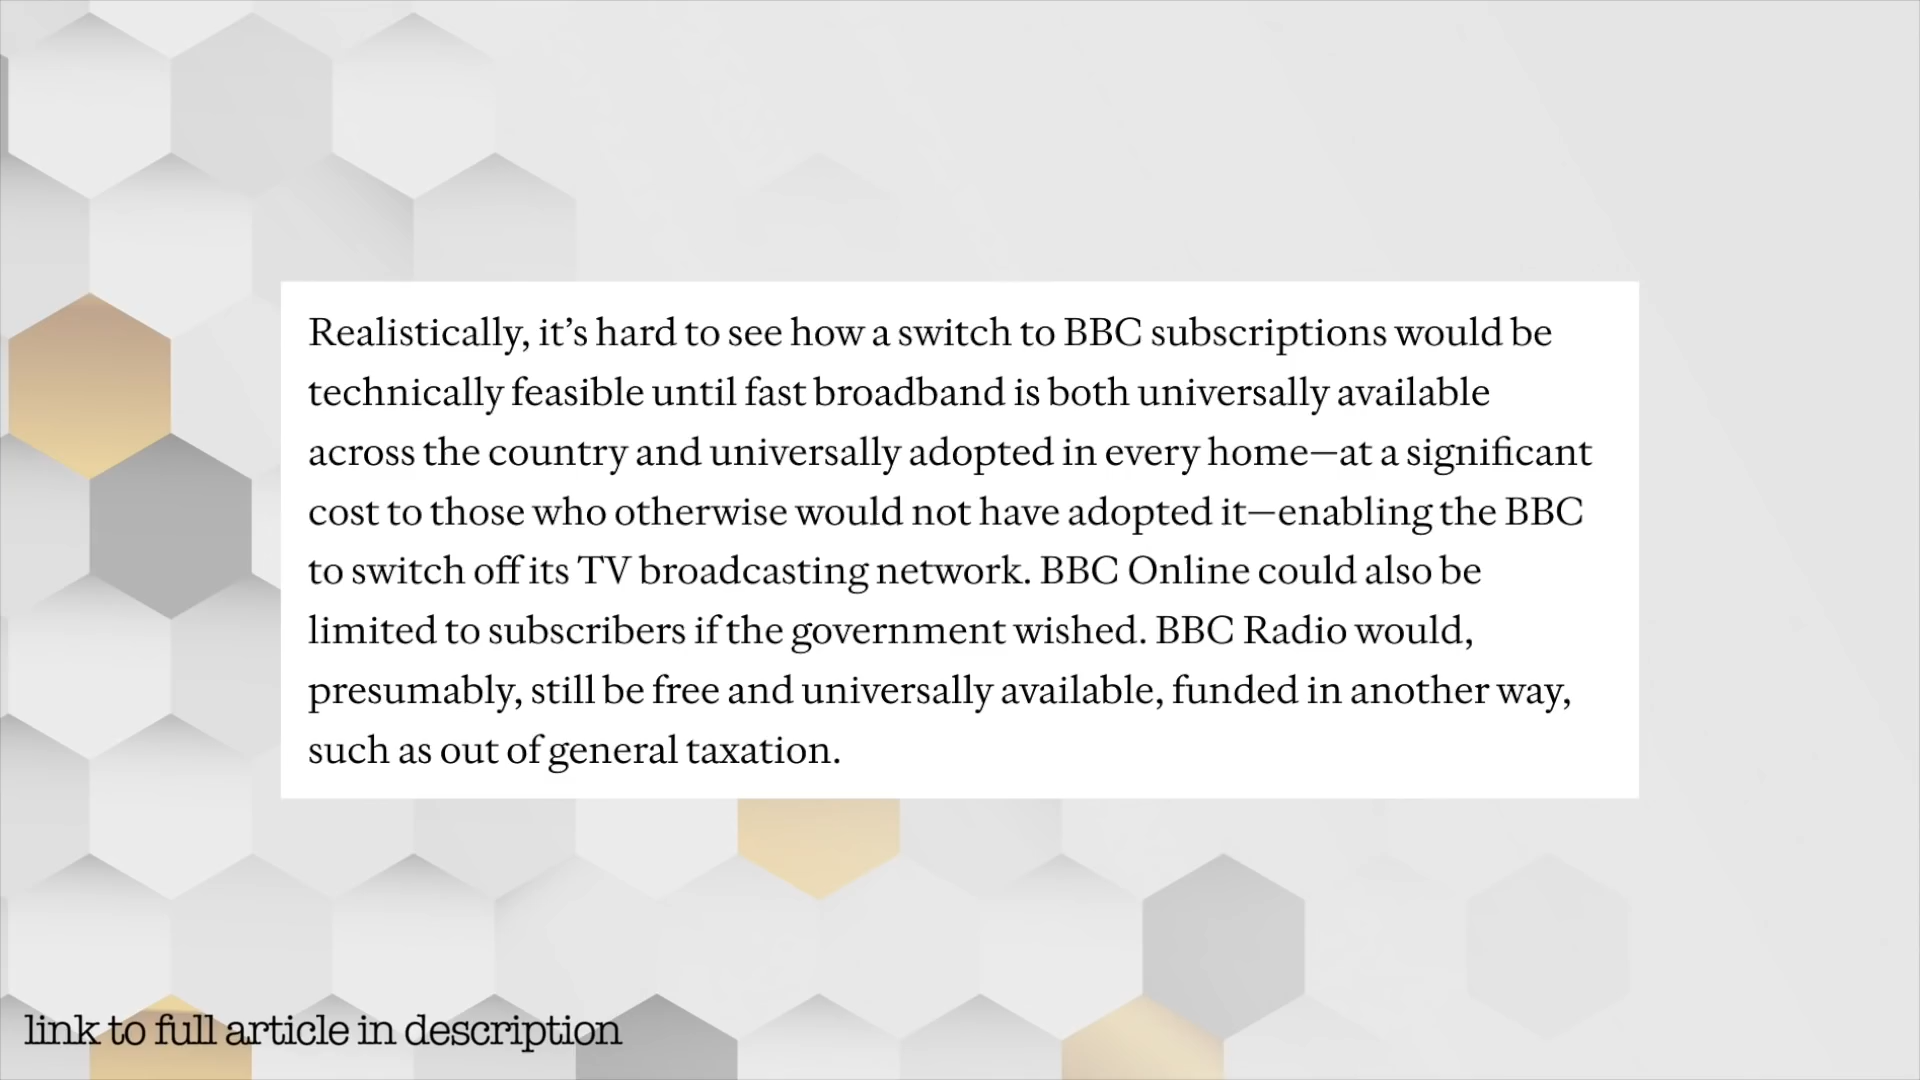 Realistically, it’s hard to see how a switch to BBC subscriptions would be
technically feasible until fast broadband is both universally available
across the country and universally adopted in every home—at a significant
cost to those who otherwise would not have adopted it—enabling the BBC
to switch off its TV broadcasting network. BBC Online could also be
limited to subscribers if the government wished. BBC Radio would,
presumably, still be free and universally available, funded in another way,
such as out of general taxation.
link to full article in description